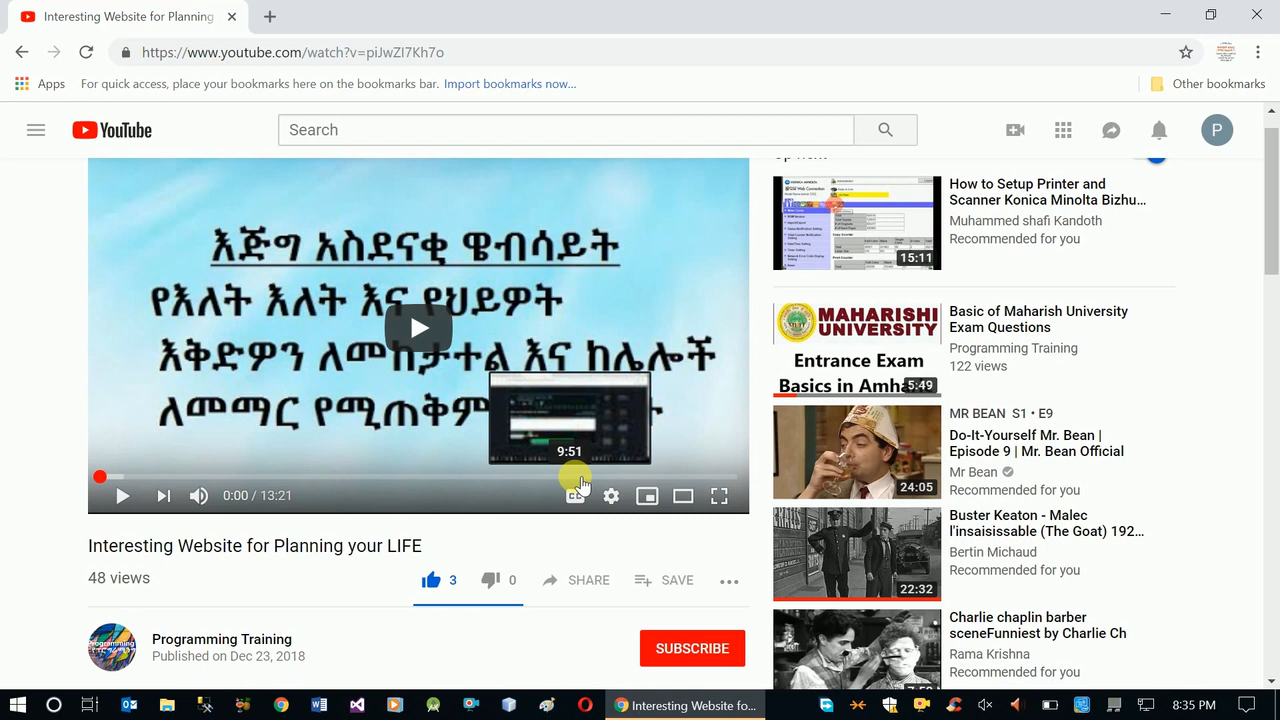 Interesting Website for Planning
https://www.youtube.com/watch?v=piJwZI7Kh7o
Apps
For quick access, place your bookmarks here on the bookmarks bar. Import bookmarks now...
Other bookmarks
YouTube
Search
P
እጅግ አስደናቂ ዌብሳይት
የእለት እለት እና የህይዎት
እቅድዎን ለመከታተል እና ከሌሎች
ለመማር የሚጠቅም
9:51
0:00 / 13:21
Interesting Website for Planning your LIFE
48 views
3
0
SHARE
SAVE
Programming Training
Published on Dec 23, 2018
SUBSCRIBE
How to Setup Printer and
Scanner Konica Minolta Bizhu...
Muhammed shafi Kandoth
Recommended for you
15:11
MAHARISHI
UNIVERSITY
Entrance Exam
Basics in
5:49
Basic of Maharish University
Exam Questions
Programming Training
122 views
MR BEAN S1 • E9
Do-It-Yourself Mr. Bean |
Episode 9 | Mr. Bean Official
Mr Bean
Recommended for you
24:05
Buster Keaton - Malec
l'insaisissable (The Goat) 192...
Bertin Michaud
Recommended for you
22:32
Charlie chaplin barber
sceneFunniest by Charlie Ch
Rama Krishna
Recommended for you
Interesting Website fo...
8:35 PM